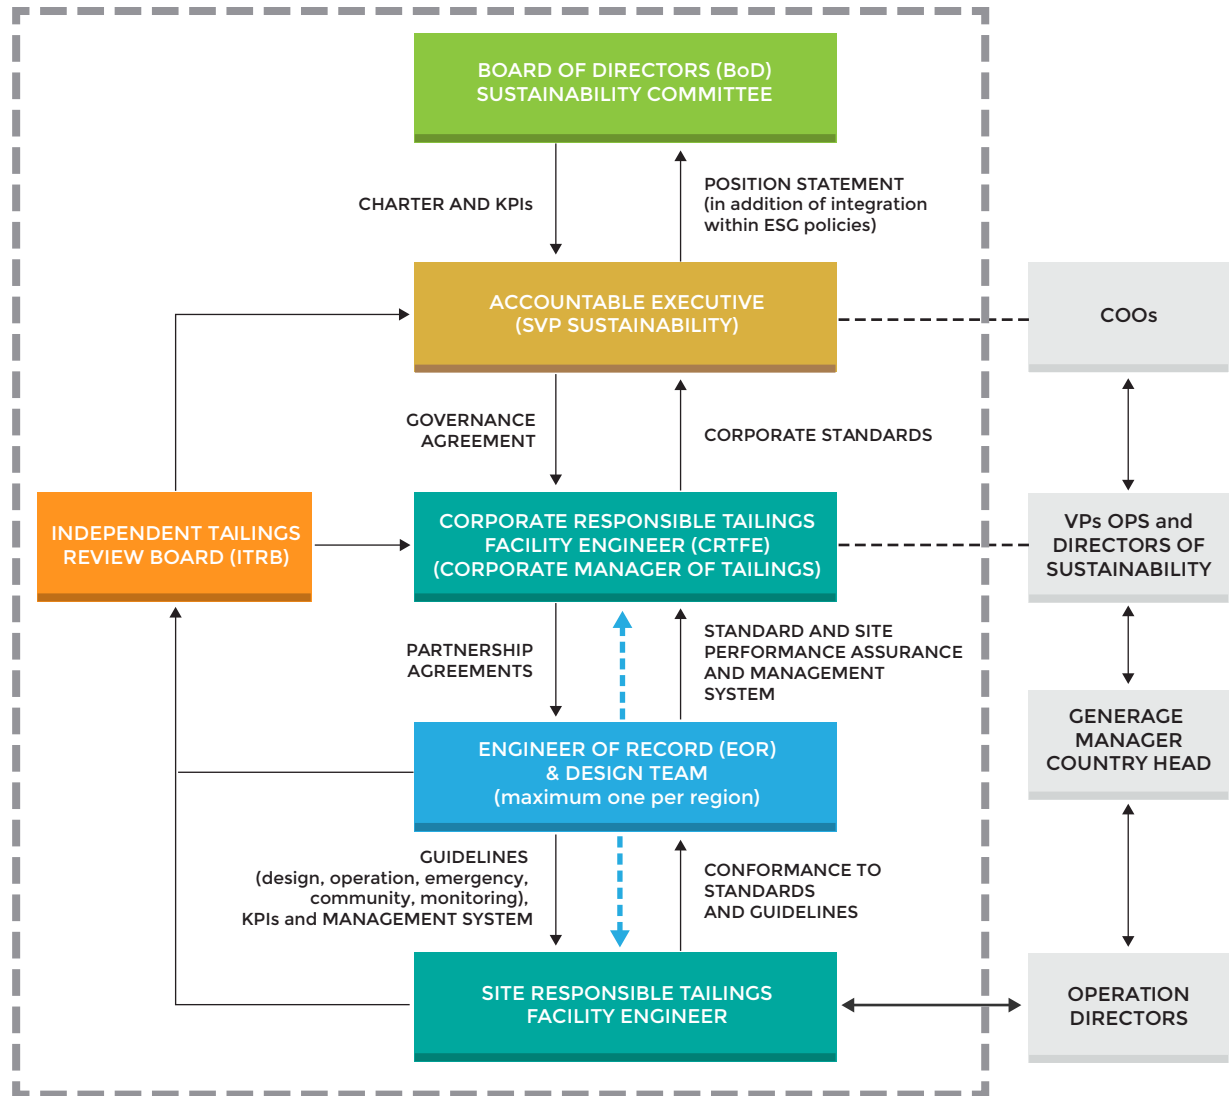 BOARD OF DIRECTORS (BoD)
SUSTAINABILITY COMMITTEE
CHARTER AND KPIs
POSITION STATEMENT
(in addition of integration
within ESG policies)
ACCOUNTABLE EXECUTIVE
(SVP SUSTAINABILITY)
COOs
GOVERNANCE
AGREEMENT
CORPORATE STANDARDS
INDEPENDENT TAILINGS
REVIEW BOARD (ITRB)
CORPORATE RESPONSIBLE TAILINGS
FACILITY ENGINEER (CRTFE)
(CORPORATE MANAGER OF TAILINGS)
VPs OPS and
DIRECTORS OF
SUSTAINABILITY
PARTNERSHIP
AGREEMENTS
STANDARD AND SITE
PERFORMANCE ASSURANCE
AND MANAGEMENT
SYSTEM
ENGINEER OF RECORD (EOR)
& DESIGN TEAM
(maximum one per region)
GENERAGE
MANAGER
COUNTRY HEAD
GUIDELINES
(design, operation, emergency,
community, monitoring),
KPIs and MANAGEMENT SYSTEM
CONFORMANCE TO
STANDARDS
AND GUIDELINES
SITE RESPONSIBLE TAILINGS
FACILITY ENGINEER
OPERATION
DIRECTORS